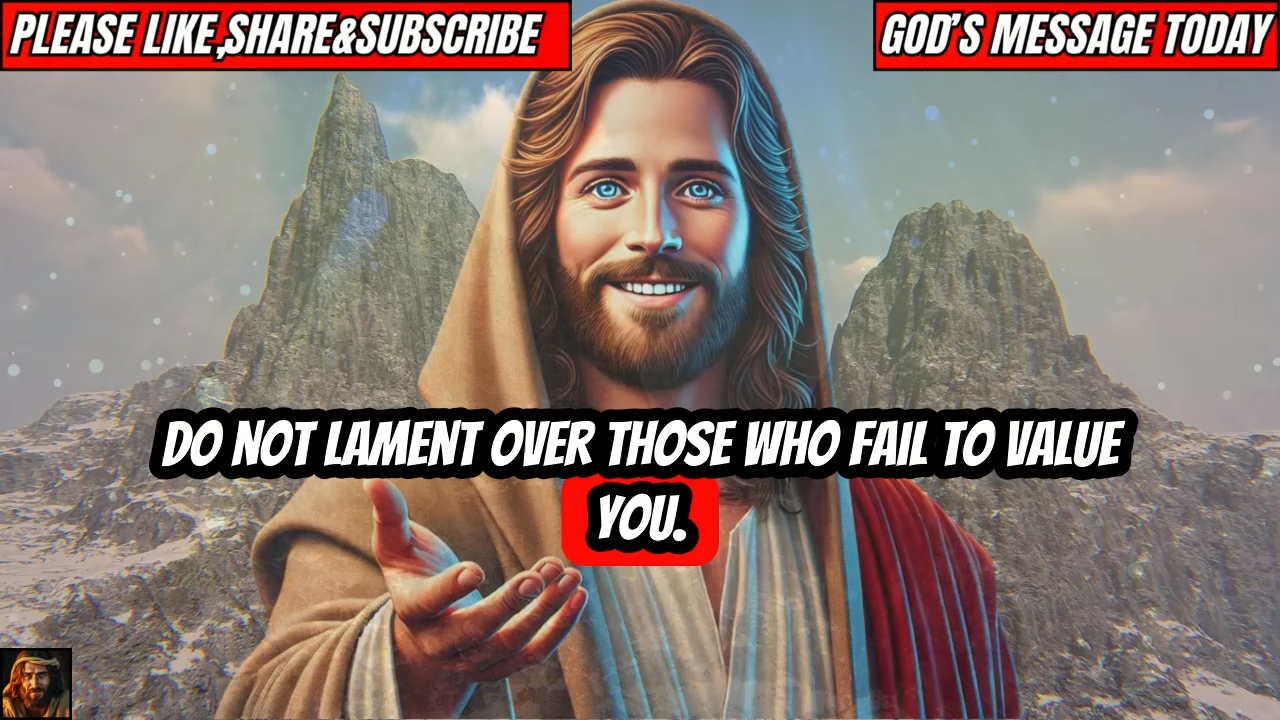 PLEASE LIKE,SHARE&SUBSCRIBE
GOD'S MESSAGE TODAY
DO NOT LAMENT OVER THOSE WHO FAIL TO VALUE
YOU.